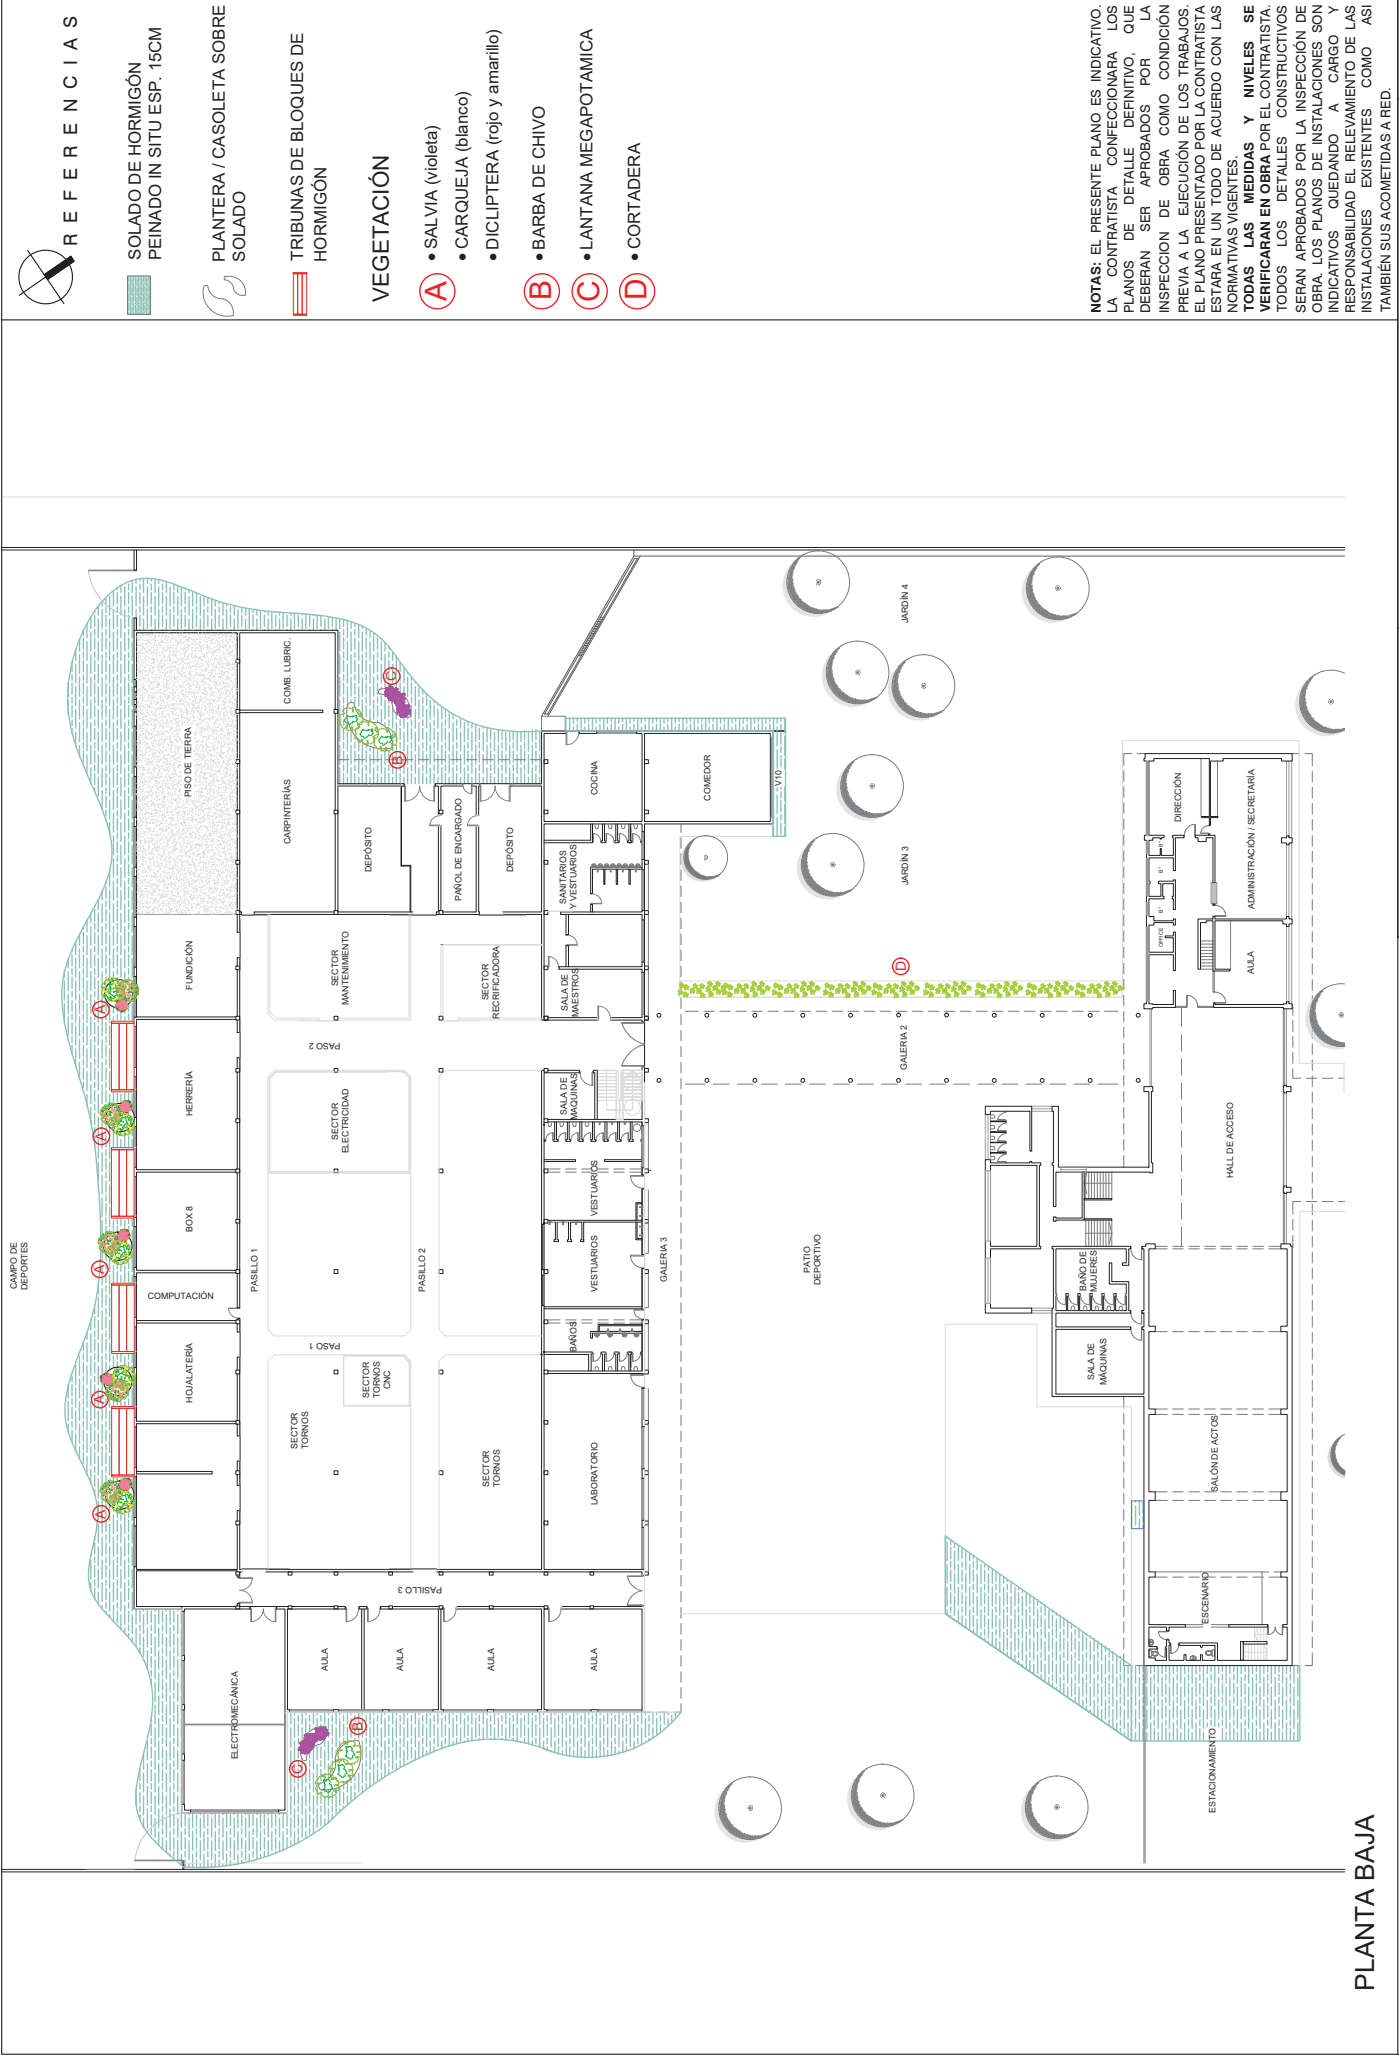 REFERENCIAS
SOLADO DE HORMIGÓN
PEINADO IN SITU ESP. 15CM
PLANTERA / CASOLETA SOBRE
SOLADO
TRIBUNAS DE BLOQUES DE
HORMIGÓN
VEGETACIÓN
A
• SALVIA (violeta)
• CARQUEJA (blanco)
• DICLIPTERA (rojo y amarillo)
B • BARBA DE CHIVO
C • LANTANA MEGAPOTAMICA
D • CORTADERA
NOTAS: EL PRESENTE PLANO ES INDICATIVO.
LA CONTRATISTA CONFECCIONARA LOS
PLANOS DE DETALLE DEFINITIVO, QUE
DEBERAN SER APROBADOS POR LA
INSPECCION DE OBRA COMO CONDICIÓN
PREVIA A LA EJECUCIÓN DE LOS TRABAJOS.
EL PLANO PRESENTADO POR LA CONTRATISTA
ESTARA EN UN TODO DE ACUERDO CON LAS
NORMATIVAS VIGENTES.
TODAS LAS MEDIDAS Y NIVELES SE
VERIFICARAN EN OBRA POR EL CONTRATISTA.
TODOS LOS DETALLES CONSTRUCTIVOS
SERAN APROBADOS POR LA INSPECCIÓN DE
OBRA. LOS PLANOS DE INSTALACIONES SON
INDICATIVOS QUEDANDO A CARGO Y
RESPONSABILIDAD EL RELEVAMIENTO DE LAS
INSTALACIONES EXISTENTES COMO ASI
TAMBIÉN SUS ACOMETIDAS A RED.
CAMPO DE
DEPORTES
A
A
A
A
A
PISO DE TIERRA
FUNDICIÓN
HERRERÍA
BOX 8
COMPUTACIÓN
HOJALATERÍA
COMB. LUBRIC.
CARPINTERÍAS
PASILLO 1
ELECTROMECÁNICA
C
B
DEPÓSITO
PAÑOL DE ENCARGADO
DEPÓSITO
SECTOR
MANTENIMIENTO
SECTOR
RECRIFICADORA
PASO 2
SECTOR
ELECTRICIDAD
PASILLO 2
PASO 1
SECTOR
TORNOS
CNC
SECTOR
TORNOS
SECTOR
TORNOS
PASILLO 3
AULA
AULA
AULA
AULA
C
B
COCINA
COMEDOR
V10
SANITARIOS
Y VESTUARIOS
SALA DE
MAESTROS
SALA DE
MAQUINAS
VESTUARIOS
VESTUARIOS
BAÑOS
LABORATORIO
GALERIA 3
JARDÍN 4
JARDÍN 3
D
GALERIA 2
PATIO
DEPORTIVO
DIRECCIÓN
ADMINISTRACIÓN / SECRETARÍA
B°
B°
B°
OFFICE
AULA
HALL DE ACCESO
BAÑO DE
MUJERES
SALA DE
MÁQUINAS
SALÓN DE ACTOS
ESCENARIO
ESTACIONAMIENTO
PLANTA BAJA